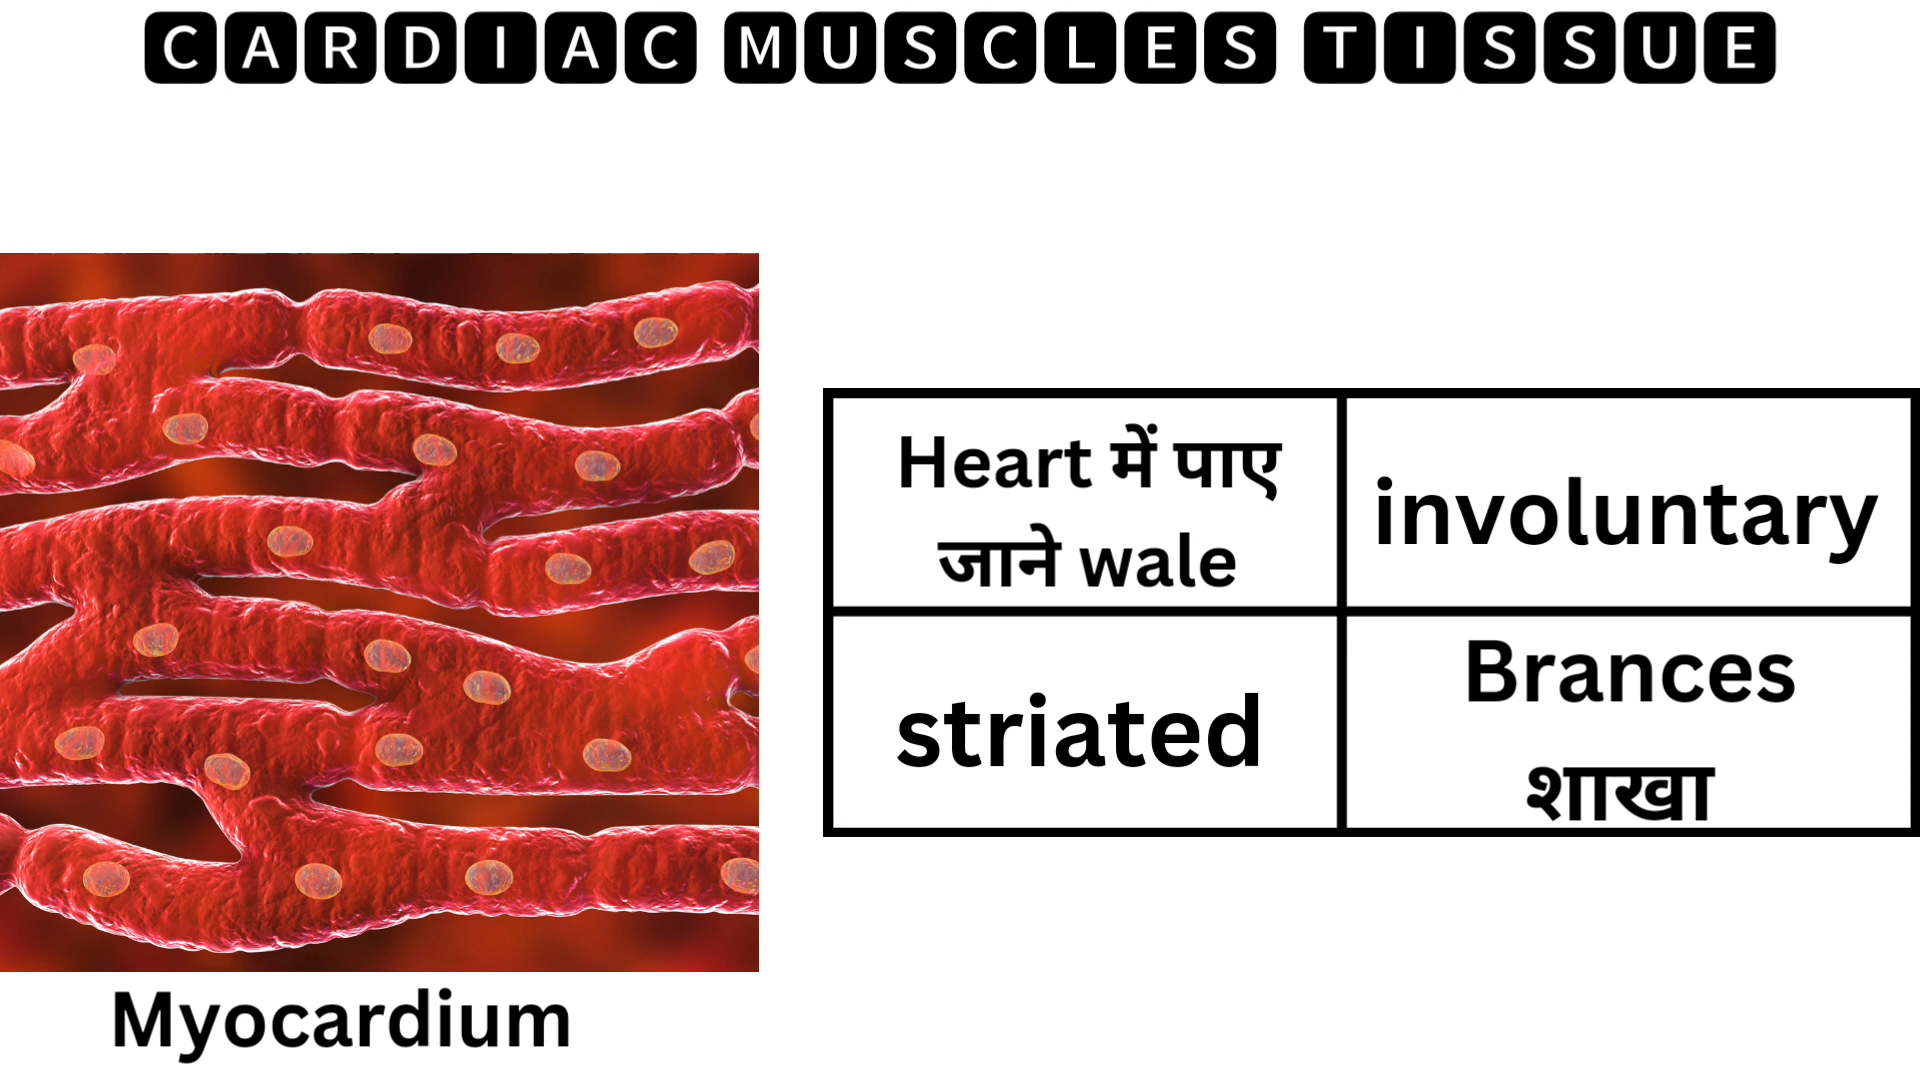 CARDIAC MUSCLES TISSUE
Heart में पाए
जाने wale
involuntary
striated
Brances
शाखा
Myocardium